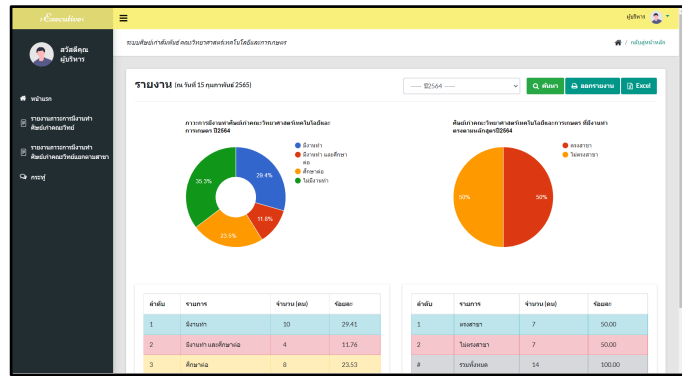 :-Executive-:
ผู้บริหาร
สวัสดีคุณ
ผู้บริหาร
หน้าแรก
รายงานภาวะการมีงานทำ
ศิษย์เก่าคณะวิทย์
รายงานภาวะการมีงานทำ
ศิษย์เก่าคณะวิทย์แยกตามสาขา
กระทู้
ระบบศิษย์เก่าสัมพันธ์ คณะวิทยาศาสตร์เทคโนโลยีและการเกษตร
/ กลับสู่หน้าหลัก
รายงาน (ณ วันที่ 15 กุมภาพันธ์ 2565)
----- ปี2564 -----
ค้นหา
ออกรายงาน
Excel
ภาวะการมีงานทำศิษย์เก่าคณะวิทยาศาสตร์เทคโนโลยีและ
การเกษตร ปี2564
มีงานทำ
มีงานทำ และศึกษา
ต่อ
ศึกษาต่อ
ไม่มีงานทำ
29.4%
11.8%
23.5%
35.3%
ศิษย์เก่าคณะวิทยาศาสตร์เทคโนโลยีและการเกษตร ที่มีงานทำ
ตรงตามหลักสูตรปี2564
ตรงสาขา
ไม่ตรงสาขา
50%
50%
ลำดับ รายการ จำนวน (คน) ร้อยละ
1 มีงานทำ 10 29.41
2 มีงานทำ และศึกษาต่อ 4 11.76
3 ศึกษาต่อ 8 23.53
ลำดับ รายการ จำนวน (คน) ร้อยละ
1 ตรงสาขา 7 50.00
2 ไม่ตรงสาขา 7 50.00
# รวมทั้งหมด 14 100.00